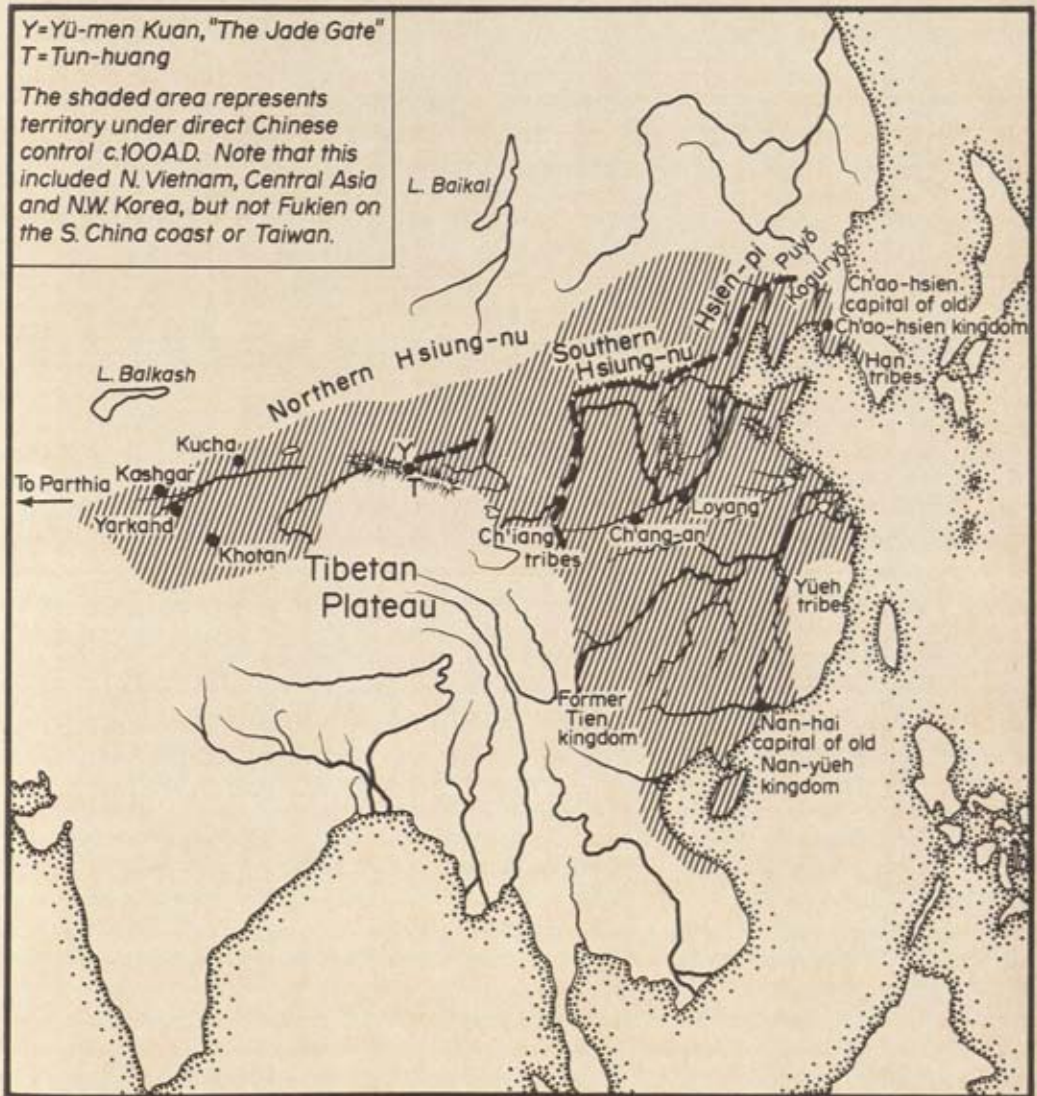 Y=Yü-men Kuan, "The Jade Gate"
T=Tun-huang
The shaded area represents
territory under direct Chinese
control c.100A.D. Note that this
included N. Vietnam, Central Asia
and N.W. Korea, but not Fukien on
the S. China coast or Taiwan.
L. Baikal
Hsien-pi
Puyŏ
Koguryŏ
Ch'ao-hsien
capital of old
Ch'ao-hsien kingdom
Han
tribes
Northern Hsiung-nu
Southern
Hsiung-nu
L. Balkash
Kucha
Kashgar
To Parthia
Yarkand
Khotan
Y
T
Loyang
Ch'ang-an
Ch'iang
tribes
Tibetan
Plateau
Yüeh
tribes
Former
Tien
kingdom
Nan-hai
capital of old
Nan-yüeh
kingdom